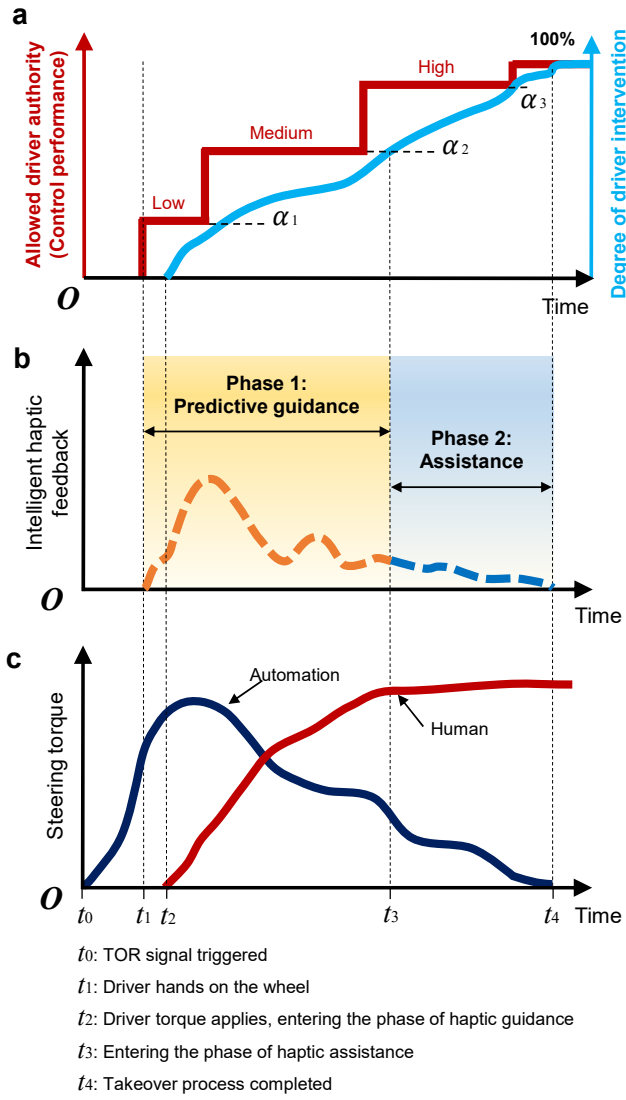 a
Allowed driver authority
(Control performance)
Degree of driver intervention
100%
High
Medium
Low
α3
α2
α1
O
Time
b
Intelligent haptic
feedback
Phase 1:
Predictive guidance
Phase 2:
Assistance
O
Time
c
Steering torque
Automation
Human
O
t0 t1 t2 t3 t4 Time
t0: TOR signal triggered
t1: Driver hands on the wheel
t2: Driver torque applies, entering the phase of haptic guidance
t3: Entering the phase of haptic assistance
t4: Takeover process completed